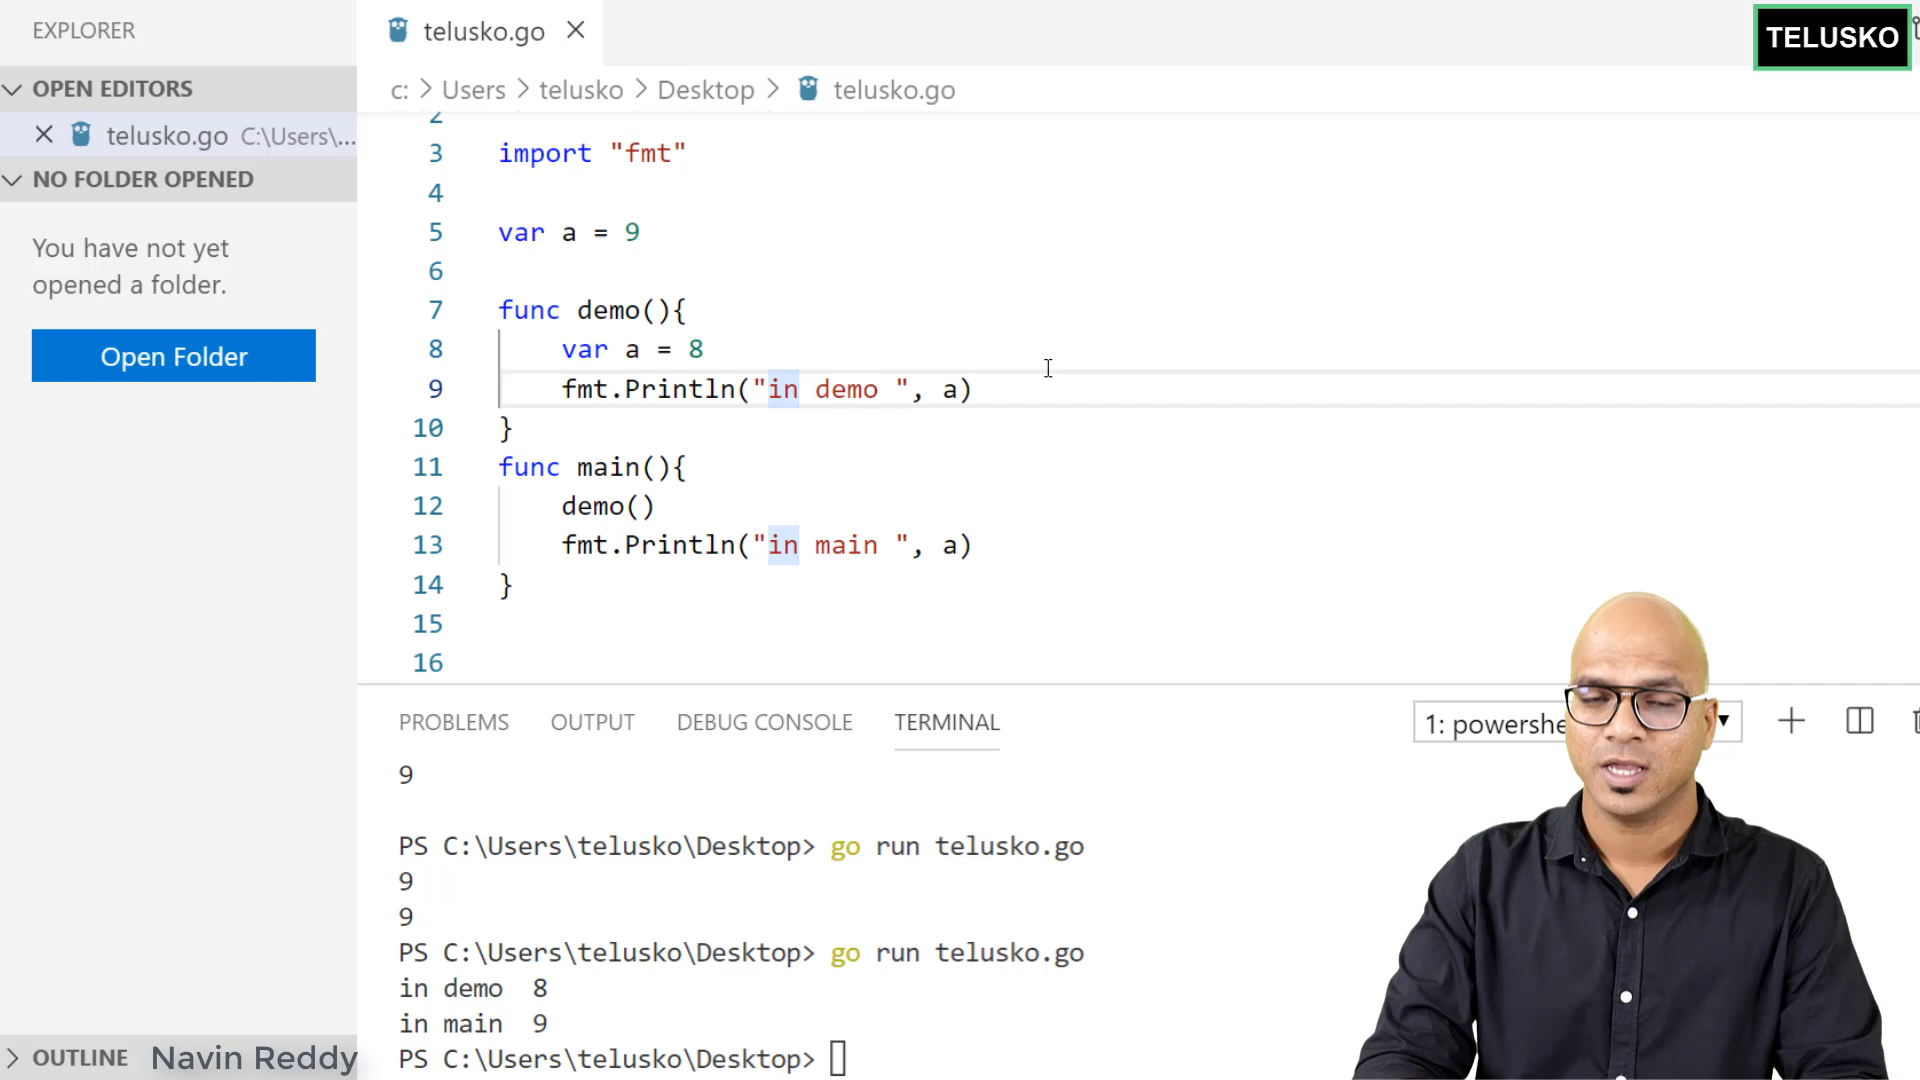 EXPLORER
telusko.go
TELUSKO
OPEN EDITORS
telusko.go C:\Users\...
NO FOLDER OPENED
You have not yet
opened a folder.
Open Folder
c: > Users > telusko > Desktop > telusko.go
2
3 import "fmt"
4
5 var a = 9
6
7 func demo(){
8 var a = 8
9 fmt.Println("in demo ", a)
10 }
11 func main(){
12 demo()
13 fmt.Println("in main ", a)
14 }
15
16
PROBLEMS OUTPUT DEBUG CONSOLE TERMINAL
1: powershe
9
PS C:\Users\telusko\Desktop> go run telusko.go
9
9
PS C:\Users\telusko\Desktop> go run telusko.go
in demo  8
in main  9
PS C:\Users\telusko\Desktop>
OUTLINE
Navin Reddy